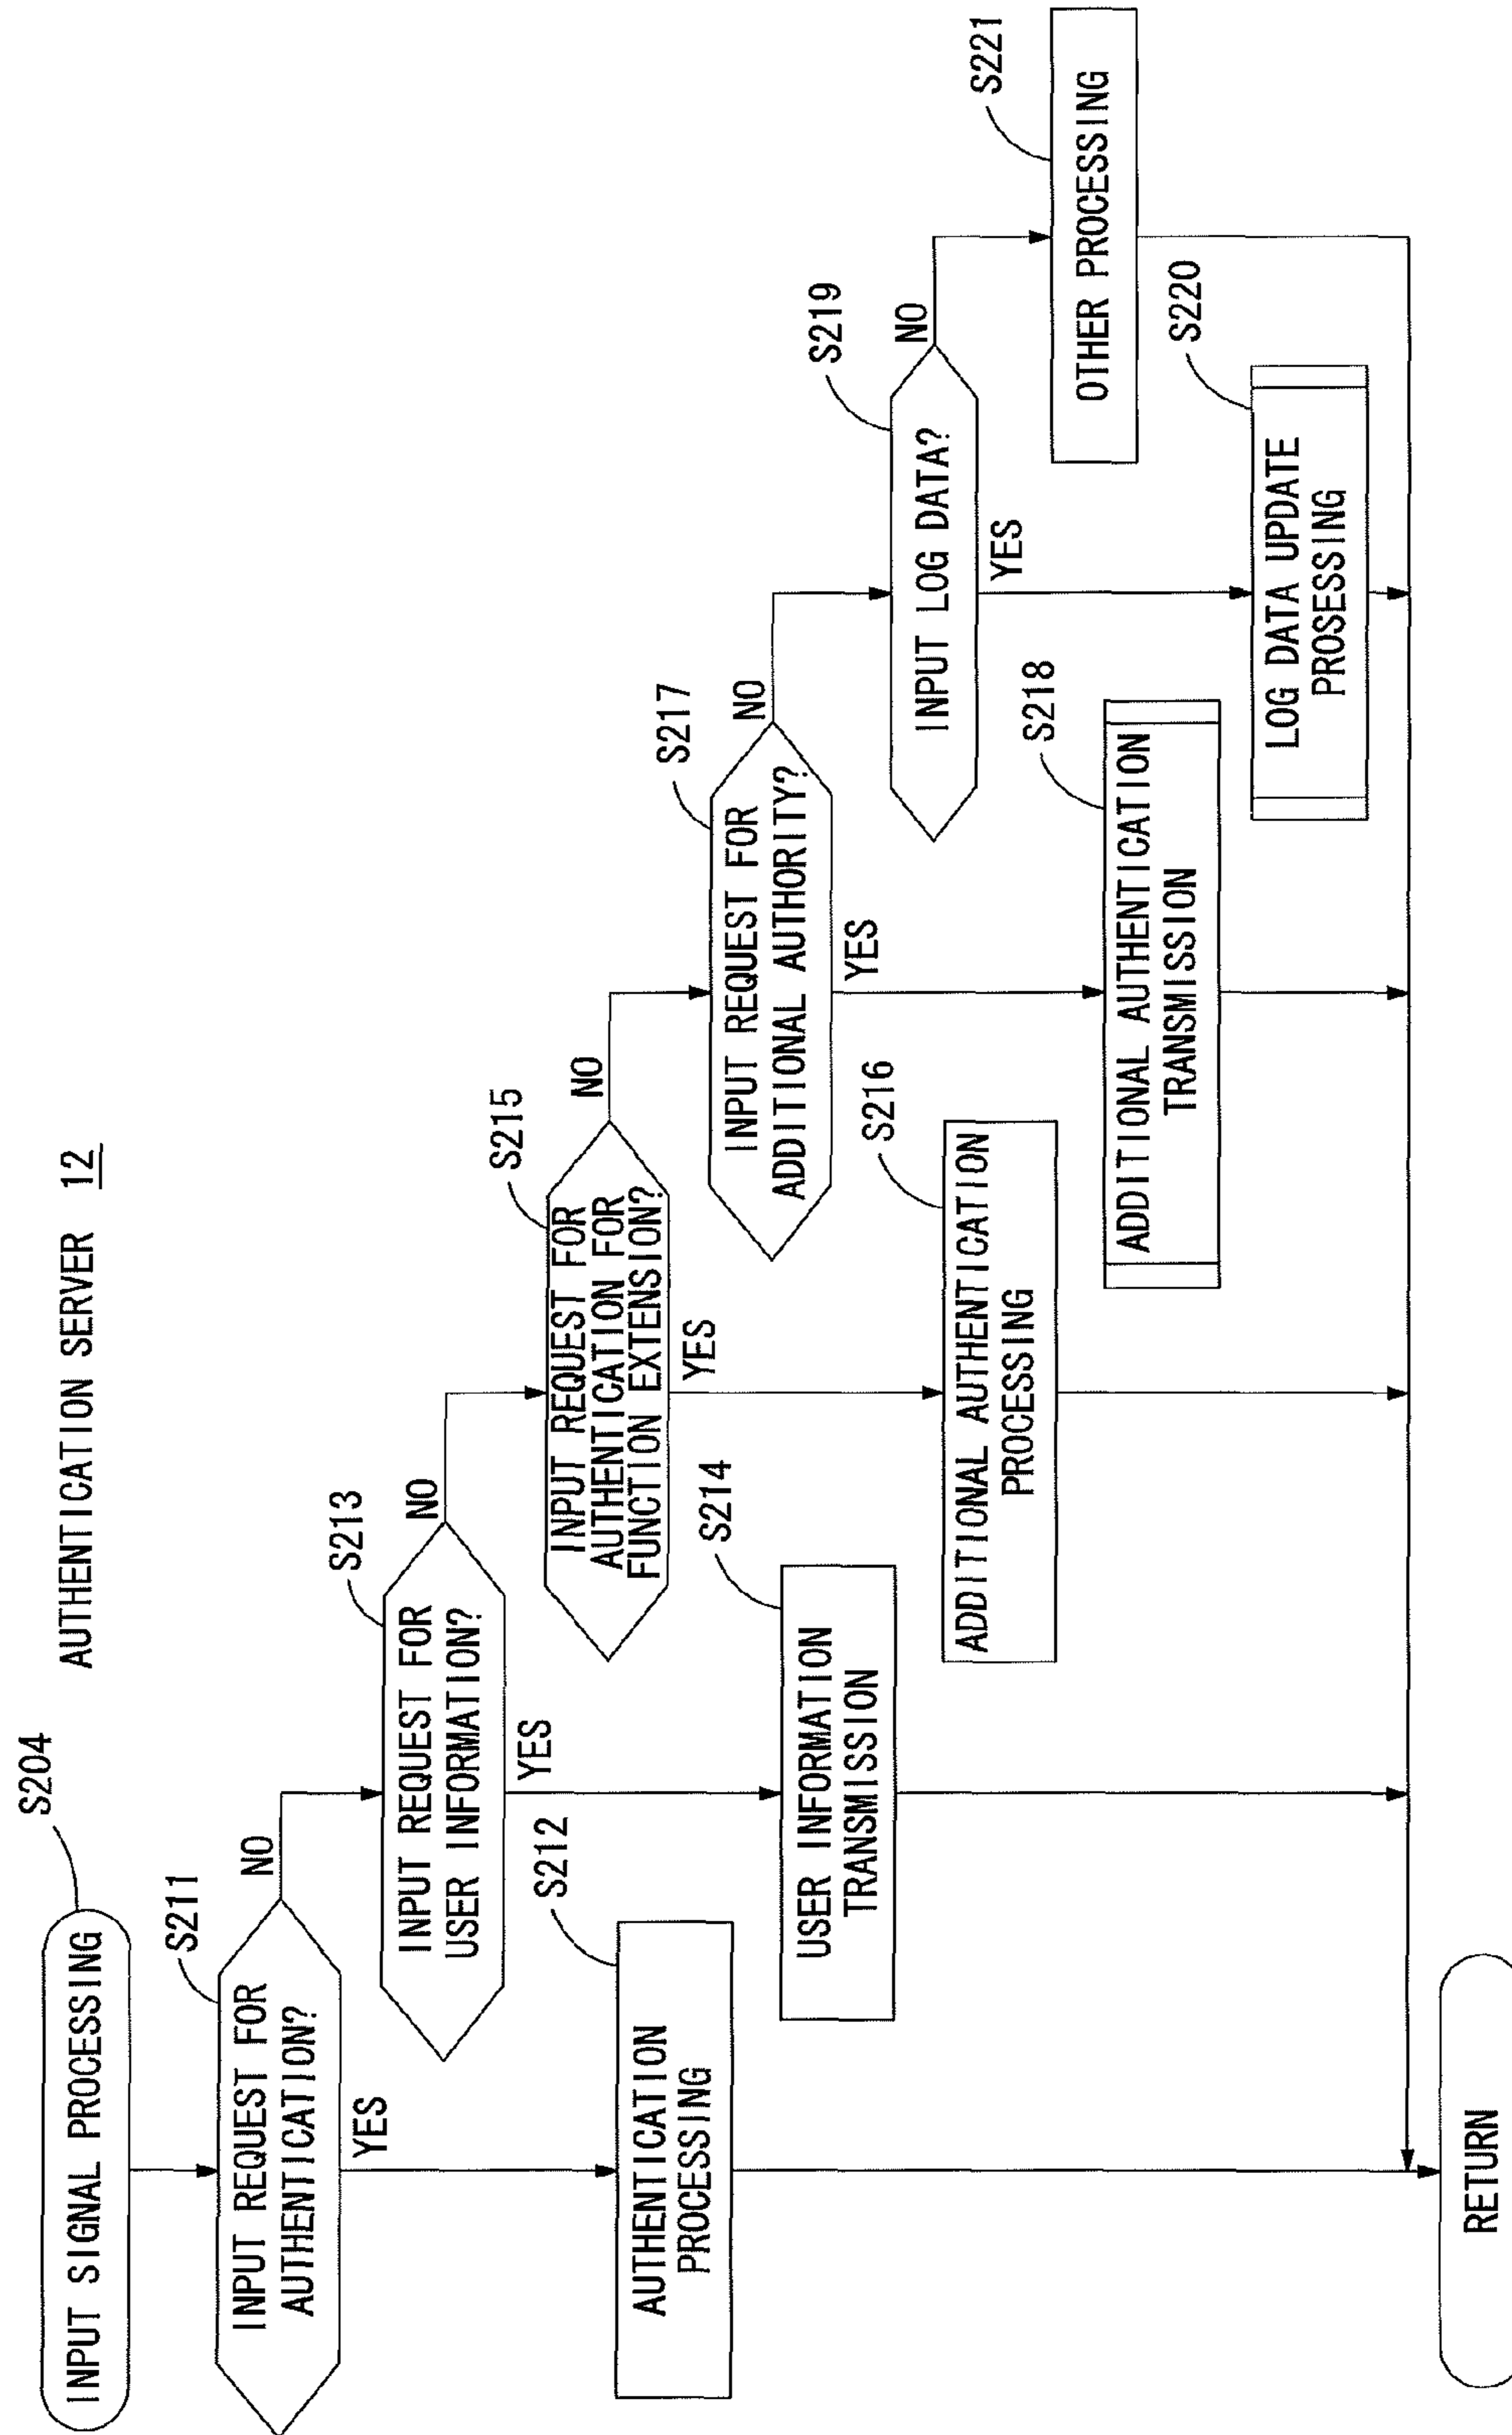 AUTHENTICATION SERVER 12
S204
INPUT SIGNAL PROCESSING
S211
INPUT REQUEST FOR
AUTHENTICATION?
NO
YES
S212
AUTHENTICATION
PROCESSING
S213
INPUT REQUEST FOR
USER INFORMATION?
NO
YES
S214
USER INFORMATION
TRANSMISSION
S215
INPUT REQUEST FOR
AUTHENTICATION FOR
FUNCTION EXTENSION?
NO
YES
S216
ADDITIONAL AUTHENTICATION
PROCESSING
S217
INPUT REQUEST FOR
ADDITIONAL AUTHORITY?
NO
YES
S218
ADDITIONAL AUTHENTICATION
TRANSMISSION
S219
INPUT LOG DATA?
NO
YES
S220
LOG DATA UPDATE
PROSESSING
S221
OTHER PROCESSING
RETURN